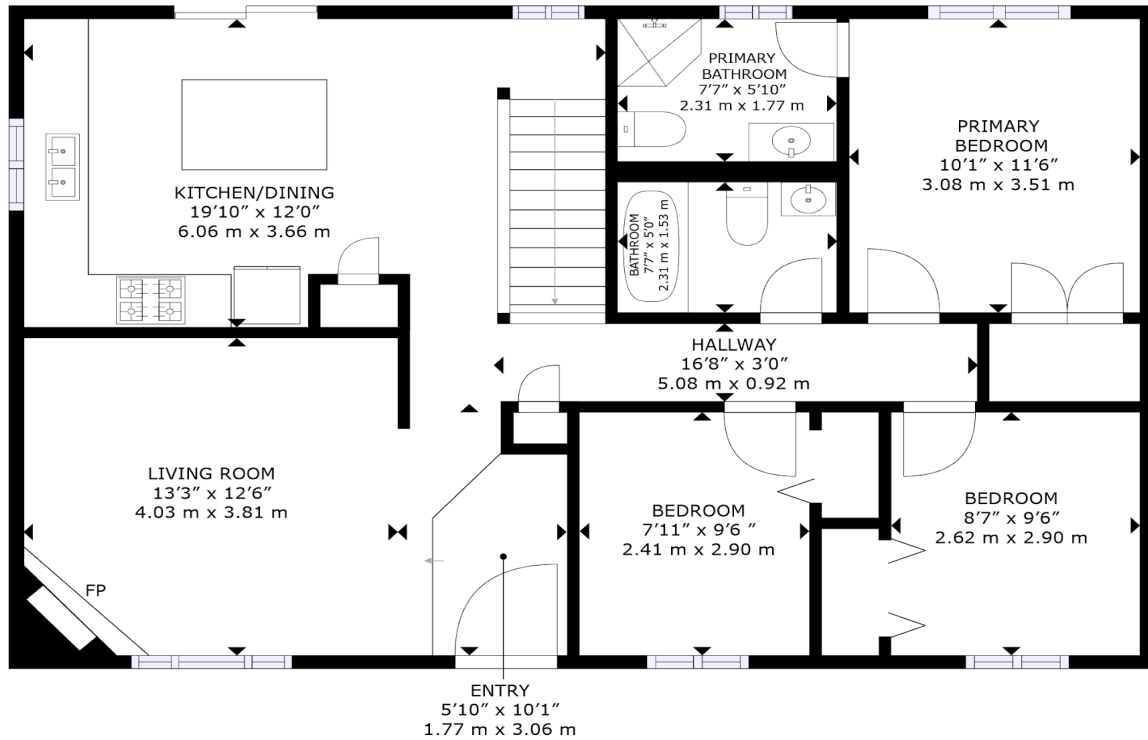 PRIMARY
BATHROOM
7'7" x 5'10"
2.31 m x 1.77 m
PRIMARY
BEDROOM
10'1" x 11'6"
3.08 m x 3.51 m
KITCHEN/DINING
19'10" x 12'0"
6.06 m x 3.66 m
BATHROOM
7'7" x 5'0"
2.31 m x 1.53 m
HALLWAY
16'8" x 3'0"
5.08 m x 0.92 m
LIVING ROOM
13'3" x 12'6"
4.03 m x 3.81 m
BEDROOM
7'11" x 9'6 "
2.41 m x 2.90 m
BEDROOM
8'7" x 9'6"
2.62 m x 2.90 m
FP
ENTRY
5'10" x 10'1"
1.77 m x 3.06 m